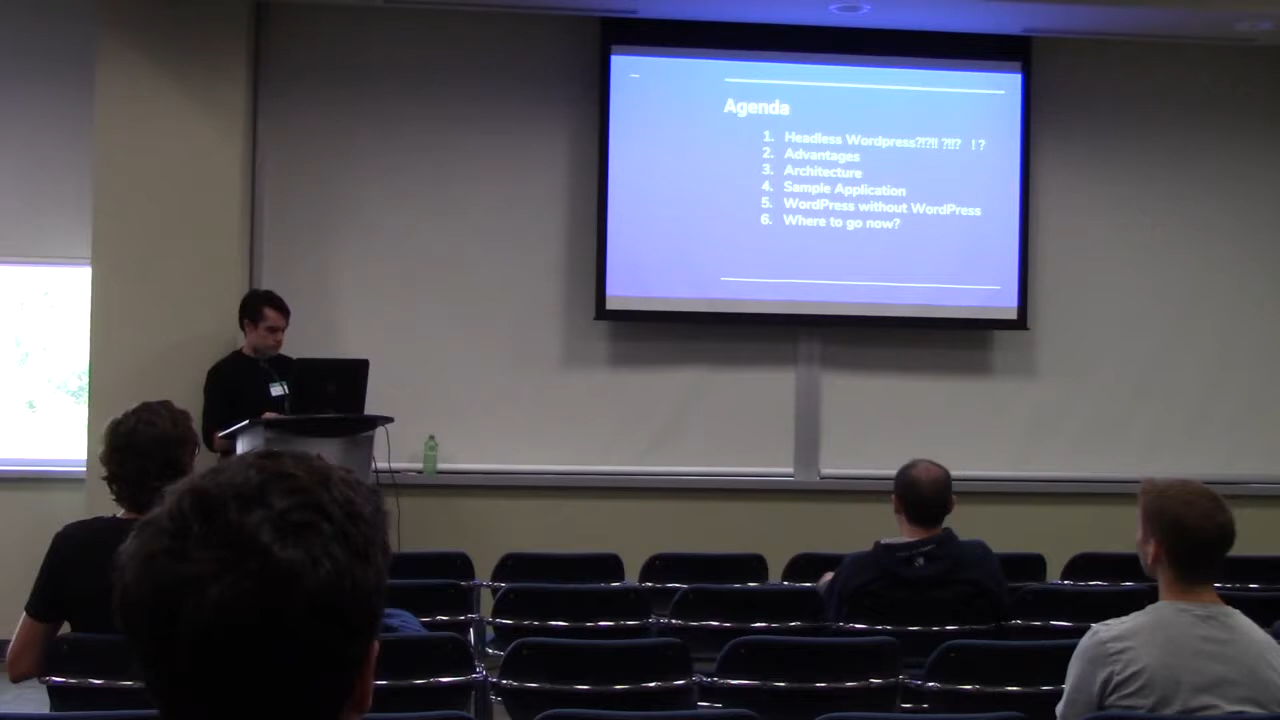 Agenda
1. Headless Wordpress?!?!! ?!!? ! ?
2. Advantages
3. Architecture
4. Sample Application
5. WordPress without WordPress
6. Where to go now?